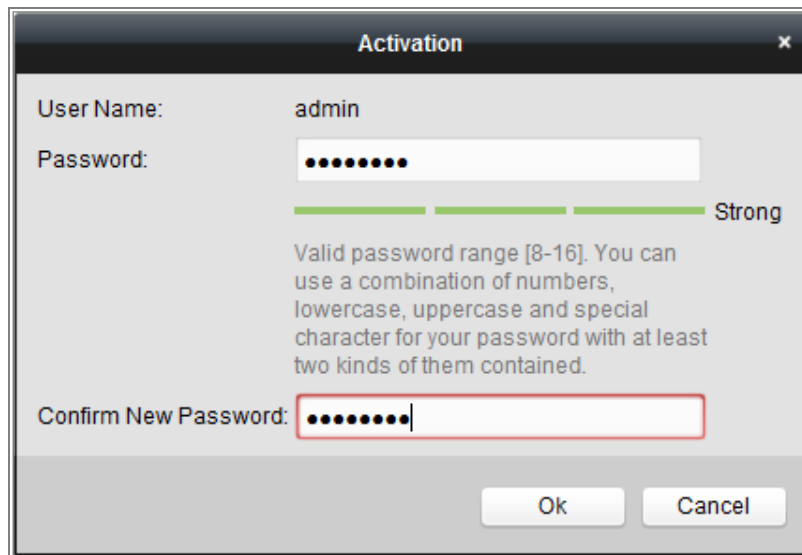 Activation
User Name: admin
Password: ●●●●●●●●
Strong
Valid password range [8-16]. You can
use a combination of numbers,
lowercase, uppercase and special
character for your password with at least
two kinds of them contained.
Confirm New Password: ●●●●●●●●
Ok Cancel